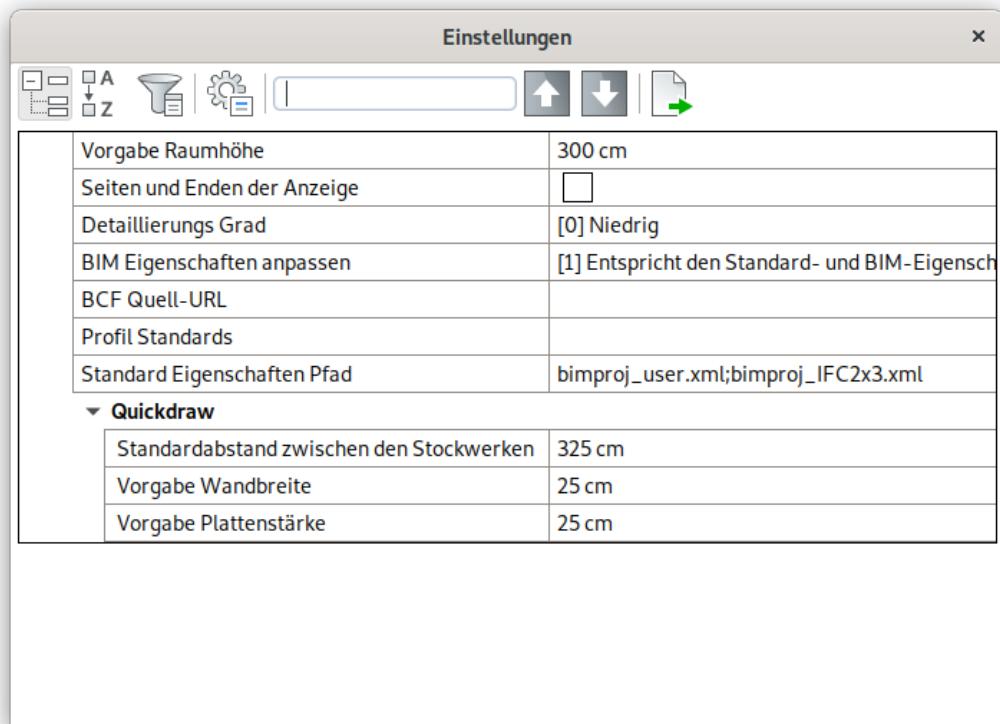 Einstellungen
A
Z
Vorgabe Raumhöhe 300 cm
Seiten und Enden der Anzeige
Detaillierungs Grad [0] Niedrig
BIM Eigenschaften anpassen [1] Entspricht den Standard- und BIM-Eigensch
BCF Quell-URL
Profil Standards
Standard Eigenschaften Pfad bimproj_user.xml;bimproj_IFC2x3.xml
Quickdraw
Standardabstand zwischen den Stockwerken 325 cm
Vorgabe Wandbreite 25 cm
Vorgabe Plattenstärke 25 cm